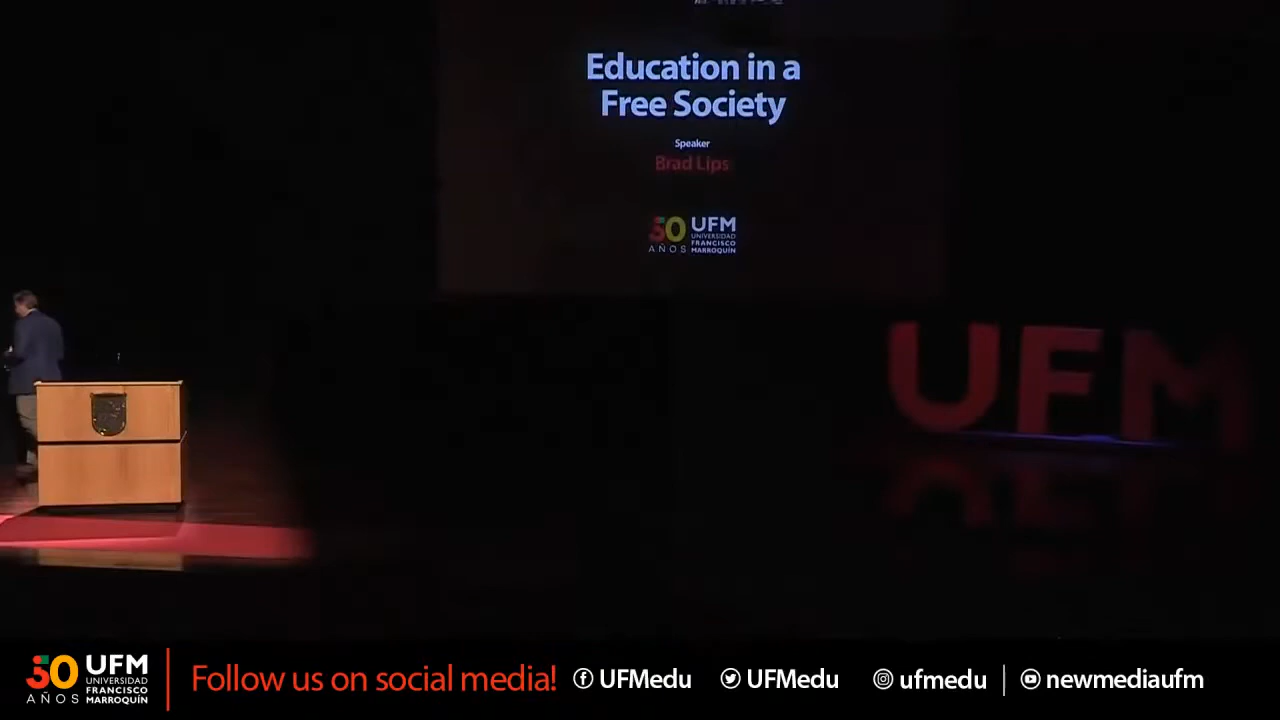 Education in a
Free Society
Speaker
Brad Lips
50 UFM
AÑOS
UNIVERSIDAD
FRANCISCO
MARROQUÍN
UFM
50 UFM
AÑOS
UNIVERSIDAD
FRANCISCO
MARROQUÍN
Follow us on social media!
UFMedu
UFMedu
ufmedu
newmediaufm